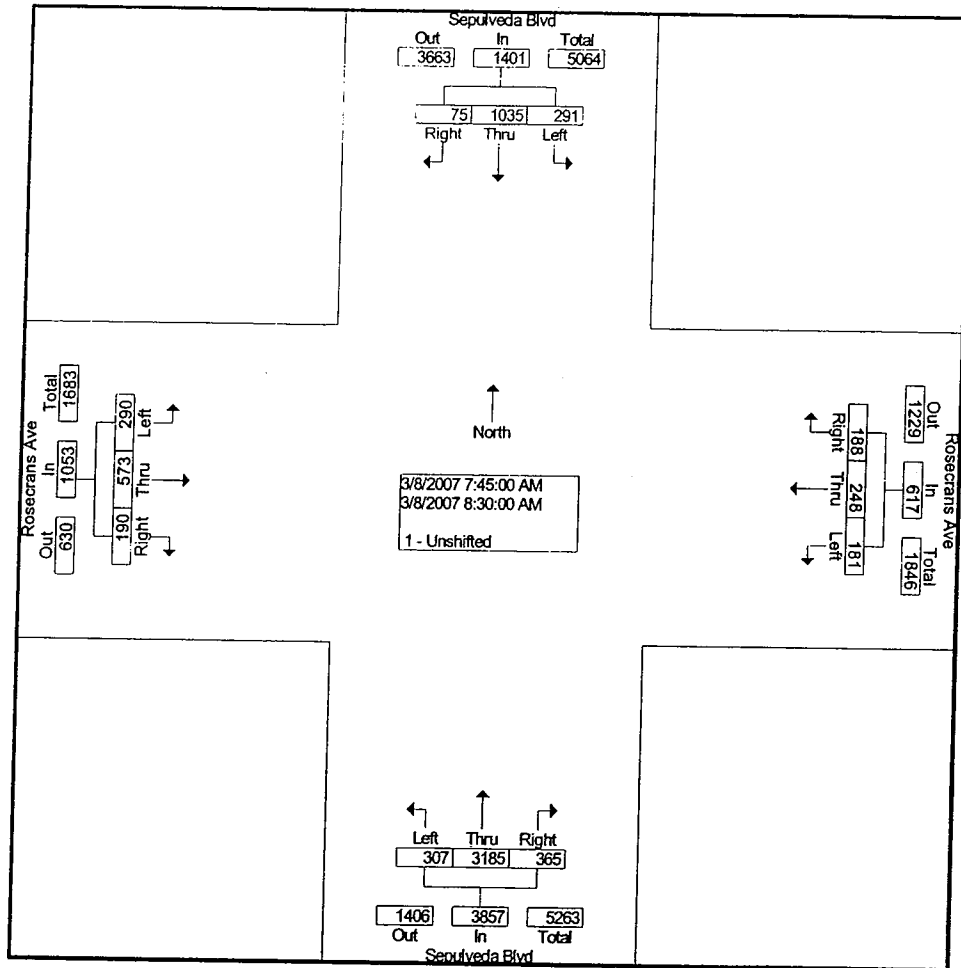 Sepulveda Blvd
Out In Total
3663 1401 5064
75 1035 291
Right Thru Left
Rosecrans Ave
Total In Out
1683 1053 630
290 573 190
Left Thru Right
North
3/8/2007 7:45:00 AM
3/8/2007 8:30:00 AM
1 - Unshifted
Right Thru Left
188 248 181
Out In Total
1229 617 1846
Rosecrans Ave
Left Thru Right
307 3185 365
1406 3857 5263
Out In Total
Sepulveda Blvd